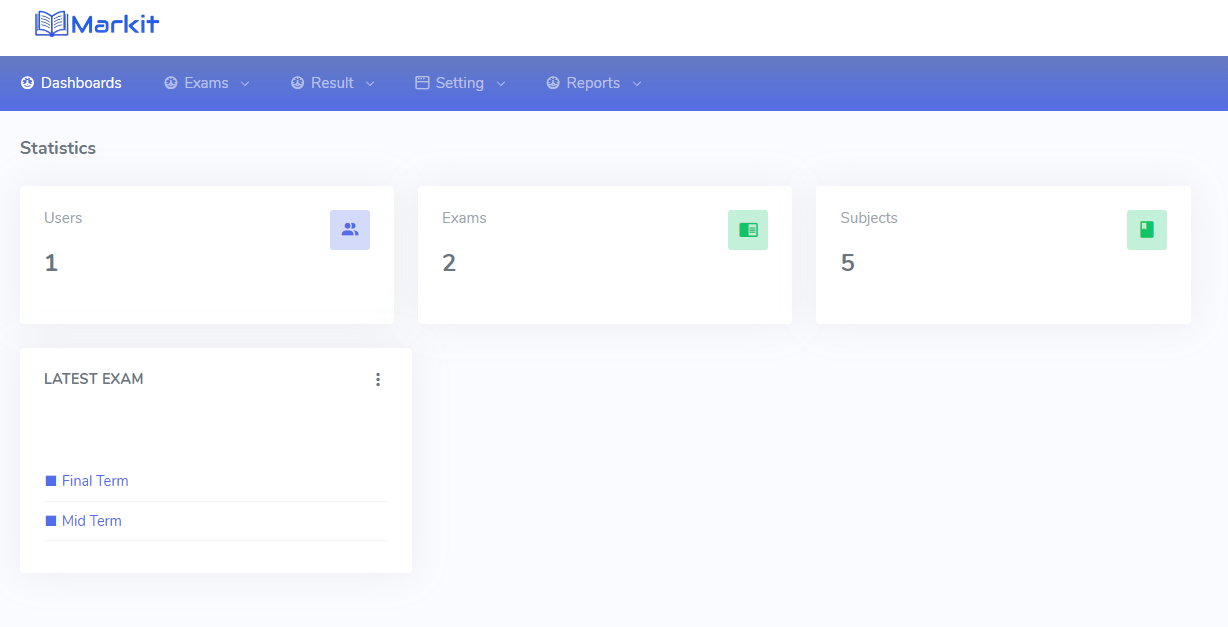 Markit
Dashboards Exams Result Setting Reports
Statistics
Users
1
Exams
2
Subjects
5
LATEST EXAM
Final Term
Mid Term